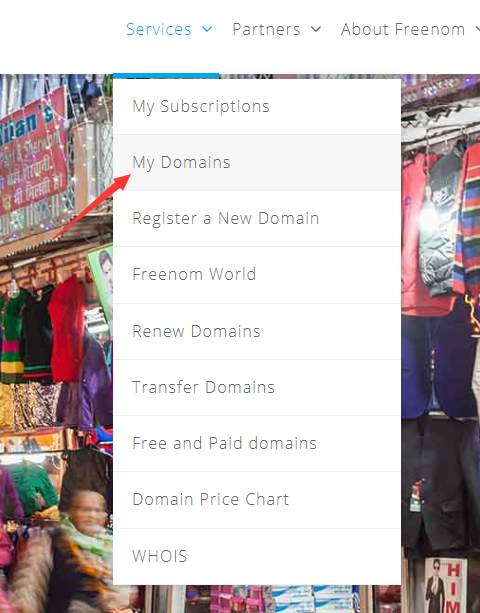 Services
Partners
About Freenom
My Subscriptions
My Domains
Register a New Domain
Freenom World
Renew Domains
Transfer Domains
Free and Paid domains
Domain Price Chart
WHOIS
HIM